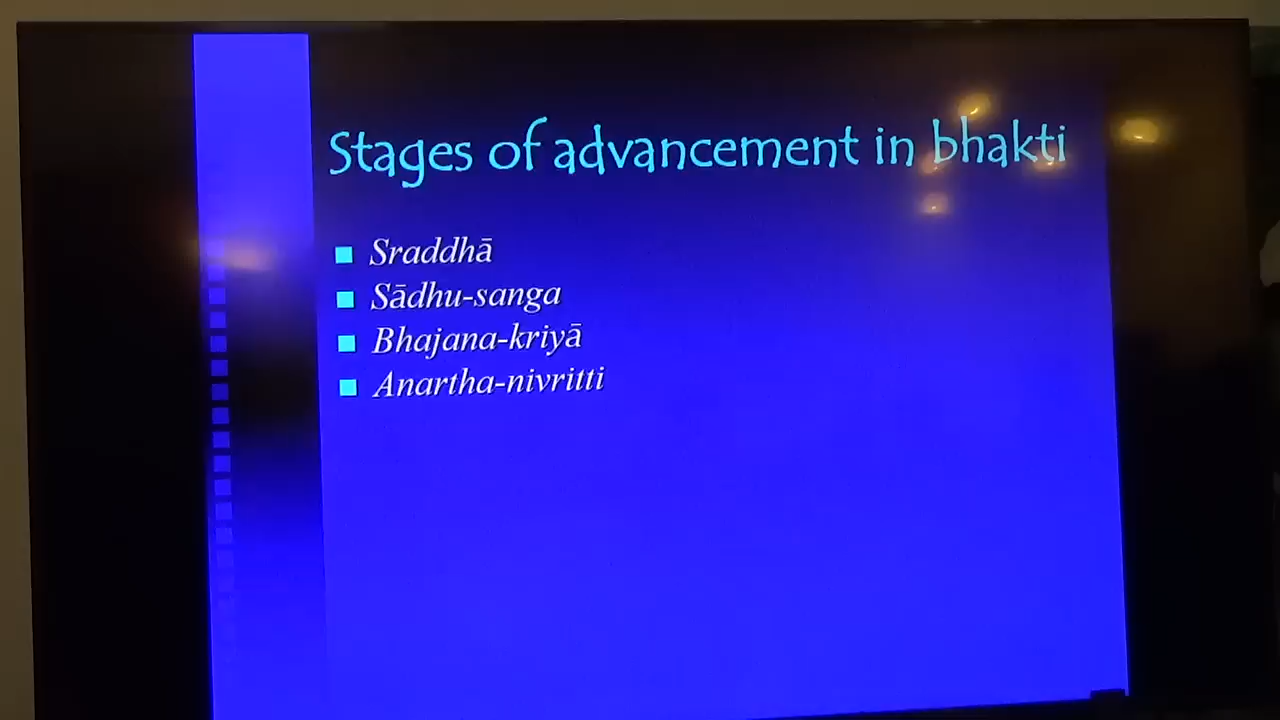 Stages of advancement in bhakti
Sraddhā
Sādhu-sanga
Bhajana-kriyā
Anartha-nivritti